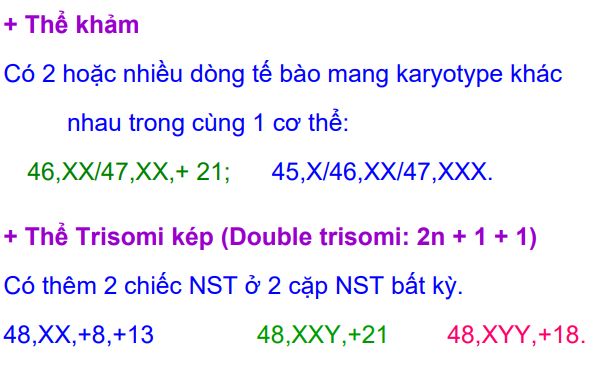 + Thể khảm
Có 2 hoặc nhiều dòng tế bào mang karyotype khác
nhau trong cùng 1 cơ thể:
46,XX/47,XX,+ 21; 45,X/46,XX/47,XXX.
+ Thể Trisomi kép (Double trisomi: 2n + 1 + 1)
Có thêm 2 chiếc NST ở 2 cặp NST bất kỳ.
48,XX,+8,+13 48,XXY,+21 48,XYY,+18.